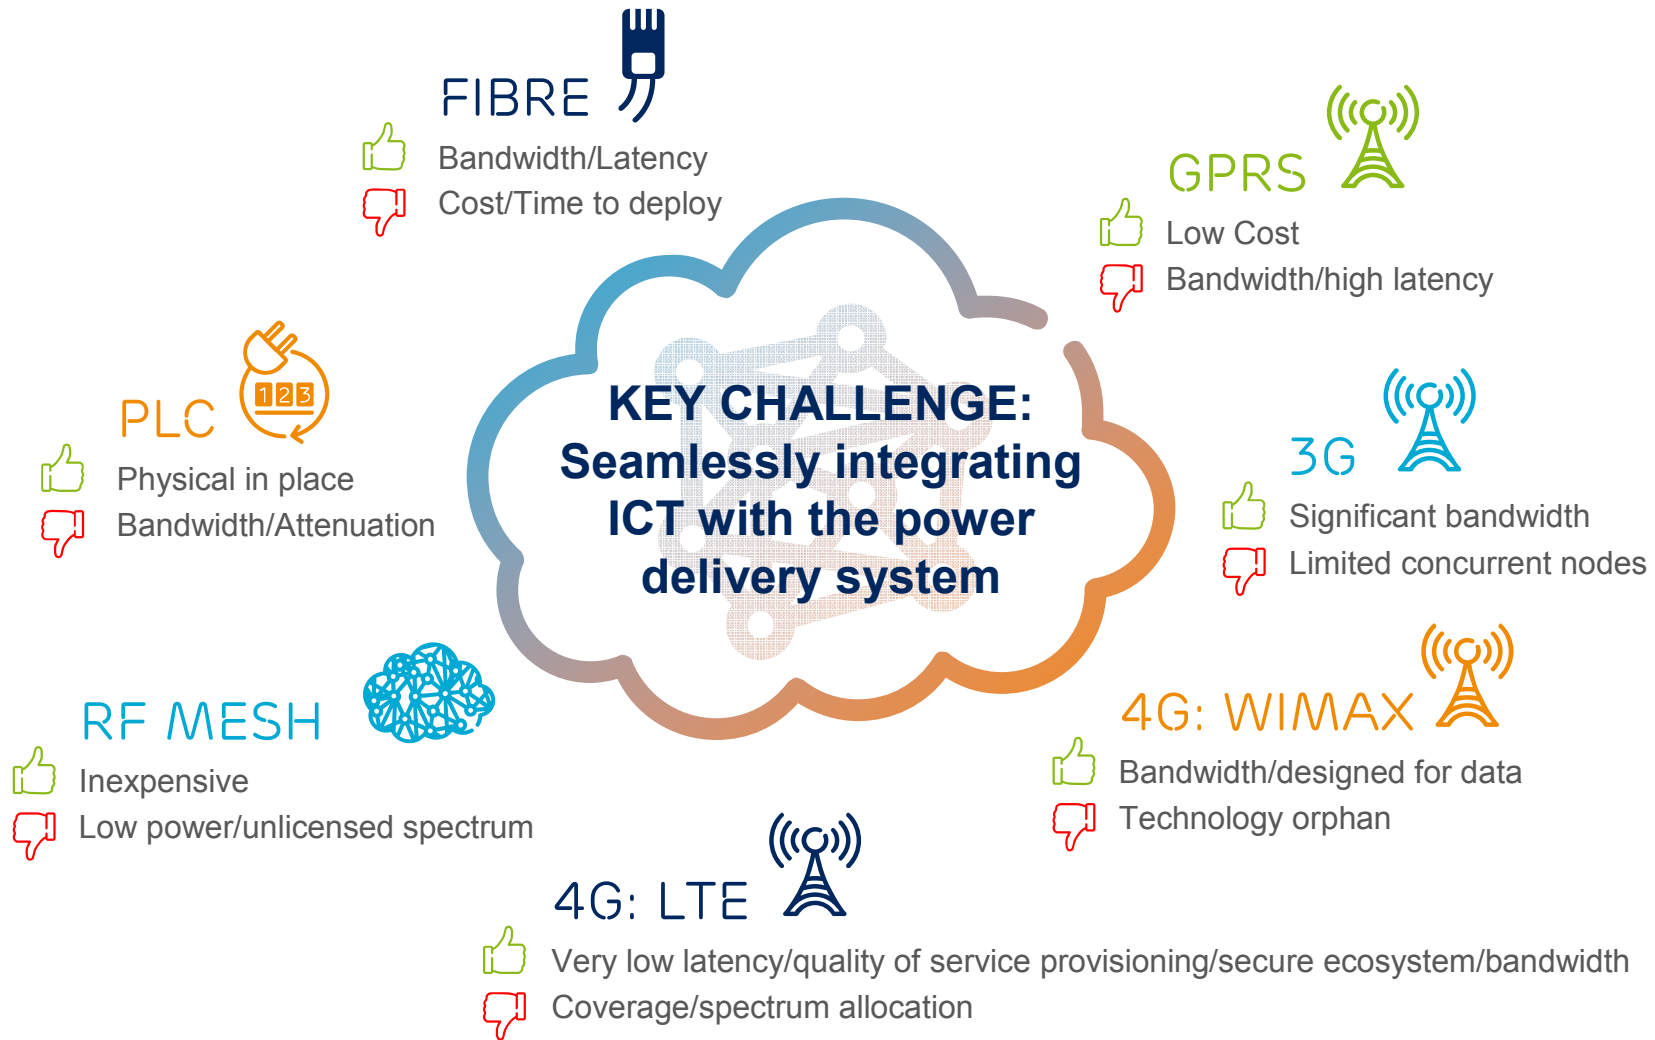 FIBRE
Bandwidth/Latency
Cost/Time to deploy
GPRS
Low Cost
Bandwidth/high latency
PLC
123
Physical in place
Bandwidth/Attenuation
KEY CHALLENGE:
Seamlessly integrating
ICT with the power
delivery system
3G
Significant bandwidth
Limited concurrent nodes
RF MESH
Inexpensive
Low power/unlicensed spectrum
4G: WIMAX
Bandwidth/designed for data
Technology orphan
4G: LTE
Very low latency/quality of service provisioning/secure ecosystem/bandwidth
Coverage/spectrum allocation